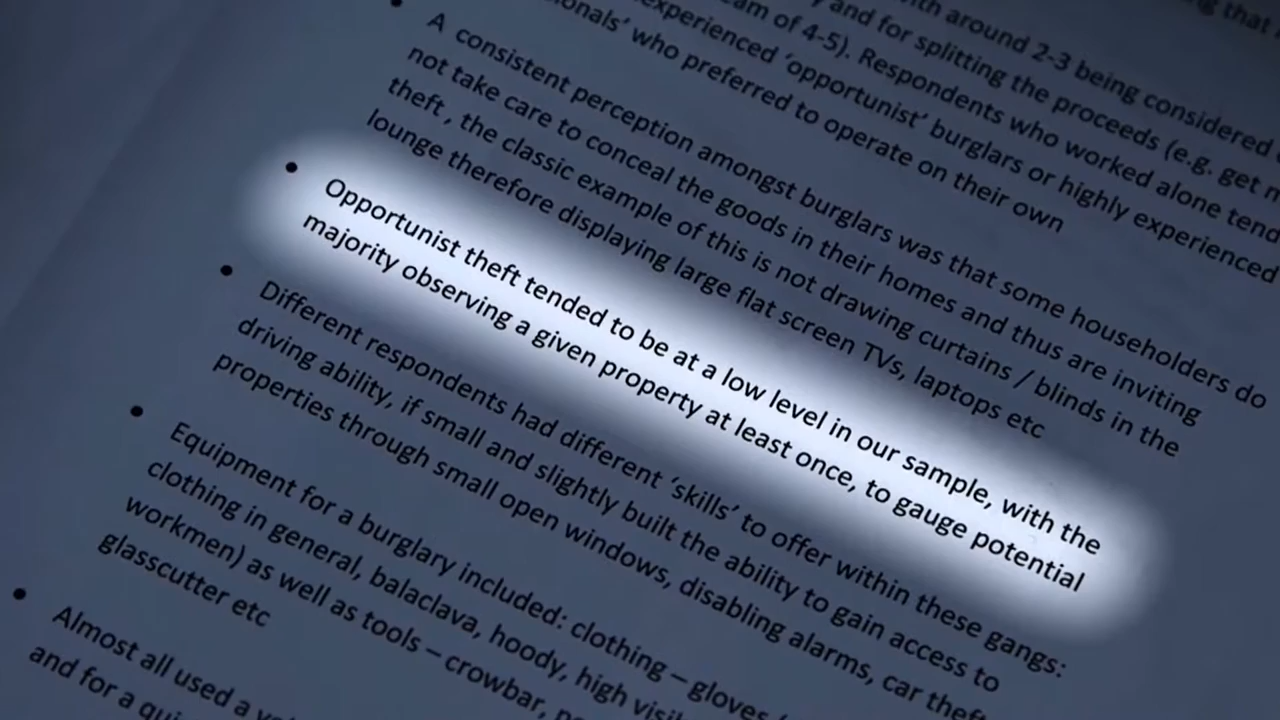 ing that
with around 2-3 being considered
y and for splitting the proceeds (e.g. get
eam of 4-5). Respondents who worked alone tend
experienced ‘opportunist’ burglars or highly experienced
ionals’ who preferred to operate on their own
• A consistent perception amongst burglars was that some householders do
not take care to conceal the goods in their homes and thus are inviting
theft , the classic example of this is not drawing curtains / blinds in the
lounge therefore displaying large flat screen TVs, laptops etc
• Opportunist theft tended to be at a low level in our sample, with the
majority observing a given property at least once, to gauge potential
• Different respondents had different ‘skills’ to offer within these gangs:
driving ability, if small and slightly built the ability to gain access to
properties through small open windows, disabling alarms, car theft
• Equipment for a burglary included: clothing – gloves
clothing in general, balaclava, hoody, high visi
workmen) as well as tools – crowbar,
glasscutter etc
• Almost all used a
and for a qui